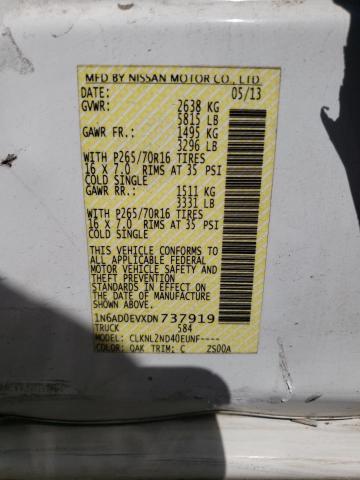 MFD BY NISSAN MOTOR CO., LTD
DATE: 05/13
GVWR: 2638 KG
5815 LB
GAWR FR.: 1495 KG
3296 LB
WITH P265/70R16 TIRES
16 X 7.0 RIMS AT 35 PSI
COLD SINGLE
GAWR RR.: 1511 KG
3331 LB
WITH P265/70R16 TIRES
16 X 7.0 RIMS AT 35 PSI
COLD SINGLE
THIS VEHICLE CONFORMS TO
ALL APPLICABLE FEDERAL
MOTOR VEHICLE SAFETY AND
THEFT PREVENTION
STANDARDS IN EFFECT ON
THE DATE OF MANUFACTURE
SHOWN ABOVE.
1N6AD0EVXDN737919
TRUCK 584
MODEL: CLKNL2ND40EUNF----
COLOR: QAK TRIM: C ZS00A